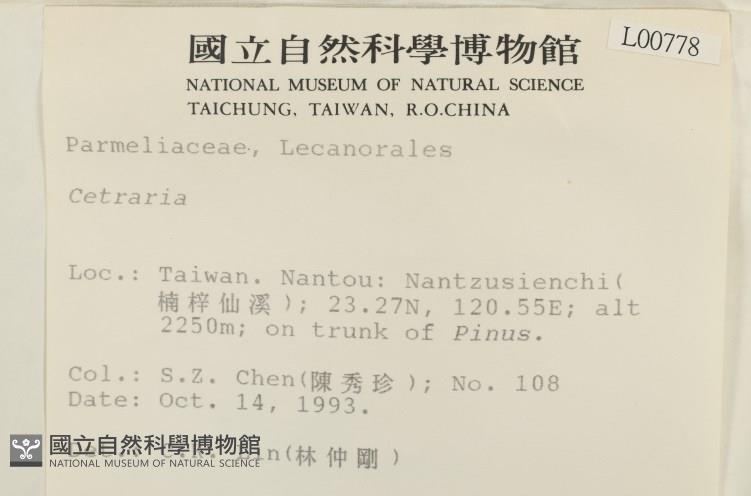 國立自然科學博物館
L00778
NATIONAL MUSEUM OF NATURAL SCIENCE
TAICHUNG, TAIWAN, R.O.CHINA
Parmeliaceae, Lecanorales
Cetraria
Loc.: Taiwan. Nantou: Nantzusienchi(
楠梓仙溪); 23.27N, 120.55E; alt
2250m; on trunk of Pinus.
Col.: S.Z. Chen(陳秀珍); No. 108
Date: Oct. 14, 1993.
Lin(林仲剛)
國立自然科學博物館
NATIONAL MUSEUM OF NATURAL SCIENCE